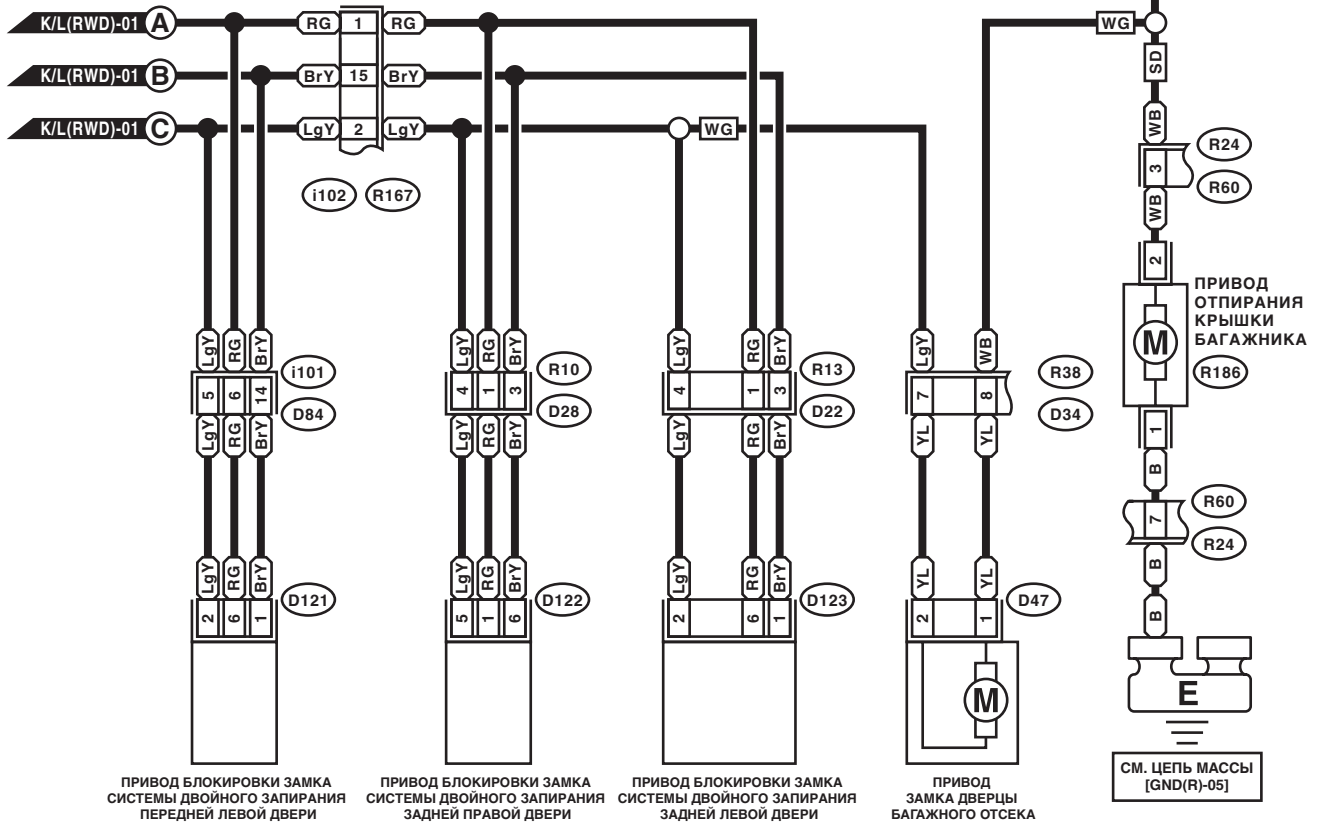 K/L(RWD)-01 A RG 1 RG WG
SD
K/L(RWD)-01 B BrY 15 BrY
K/L(RWD)-01 C LgY 2 LgY WG
WB
R24
3
R60
i102 R167
WB
2
ПРИВОД
ОТПИРАНИЯ
КРЫШКИ
БАГАЖНИКА
M
R186
LgY RG BrY LgY RG BrY LgY RG BrY LgY WB
i101 R10 R13 R38
5 6 14 4 1 3 4 1 3 7 8
D84 D28 D22 D34
1
LgY RG BrY LgY RG BrY LgY RG BrY YL YL
B
R60
7
R24
B
LgY RG BrY LgY RG BrY LgY RG BrY YL YL
D121 D122 D123 D47
2 6 1 5 1 6 2 6 1 2 1
B
E
M
СМ. ЦЕПЬ МАССЫ
[GND(R)-05]
ПРИВОД БЛОКИРОВКИ ЗАМКА
СИСТЕМЫ ДВОЙНОГО ЗАПИРАНИЯ
ПЕРЕДНЕЙ ЛЕВОЙ ДВЕРИ
ПРИВОД БЛОКИРОВКИ ЗАМКА
СИСТЕМЫ ДВОЙНОГО ЗАПИРАНИЯ
ЗАДНЕЙ ПРАВОЙ ДВЕРИ
ПРИВОД БЛОКИРОВКИ ЗАМКА
СИСТЕМЫ ДВОЙНОГО ЗАПИРАНИЯ
ЗАДНЕЙ ЛЕВОЙ ДВЕРИ
ПРИВОД
ЗАМКА ДВЕРЦЫ
БАГАЖНОГО ОТСЕКА